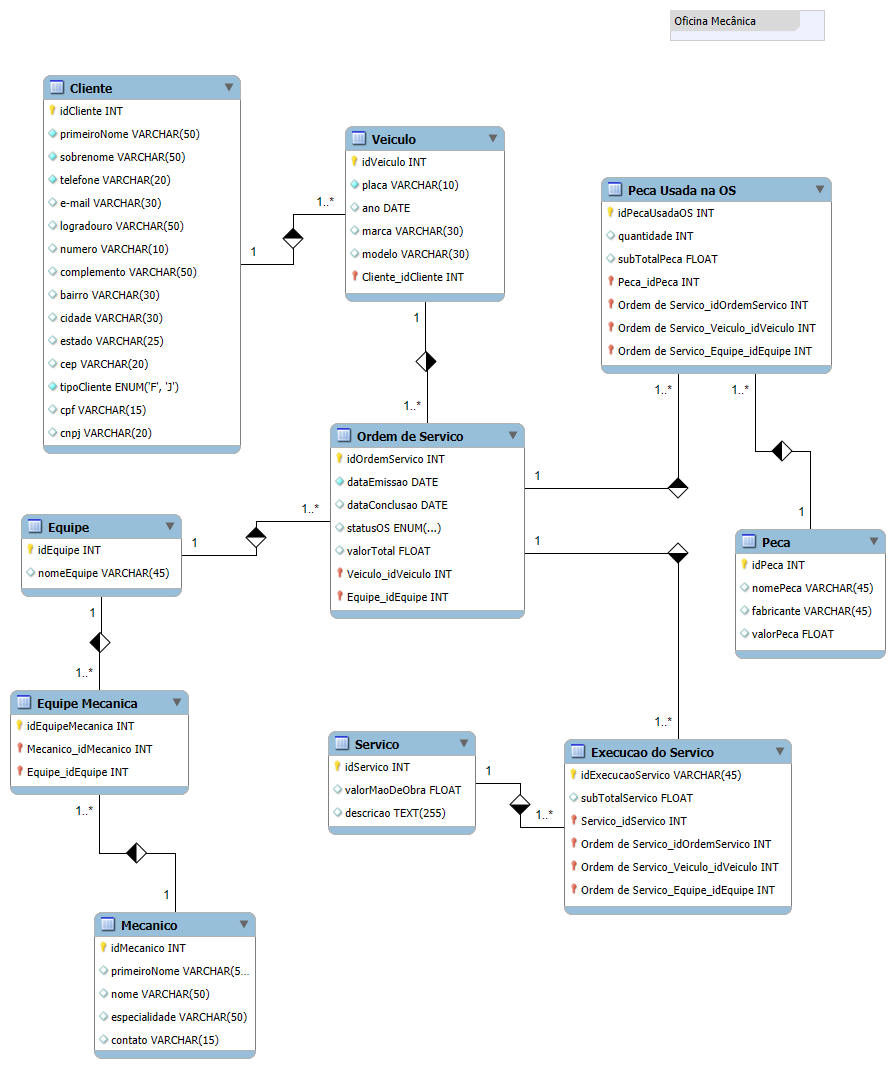 Oficina Mecânica
Cliente
idCliente INT
primeiroNome VARCHAR(50)
sobrenome VARCHAR(50)
telefone VARCHAR(20)
e-mail VARCHAR(30)
logradouro VARCHAR(50)
numero VARCHAR(10)
complemento VARCHAR(50)
bairro VARCHAR(30)
cidade VARCHAR(30)
estado VARCHAR(25)
cep VARCHAR(20)
tipoCliente ENUM('F', 'J')
cpf VARCHAR(15)
cnpj VARCHAR(20)
1
1..*
Veiculo
idVeiculo INT
placa VARCHAR(10)
ano DATE
marca VARCHAR(30)
modelo VARCHAR(30)
Cliente_idCliente INT
1
1..*
Peca Usada na OS
idPecaUsadaOS INT
quantidade INT
subTotalPeca FLOAT
Peca_idPeca INT
Ordem de Servico_idOrdemServico INT
Ordem de Servico_Veiculo_idVeiculo INT
Ordem de Servico_Equipe_idEquipe INT
1..*
1..*
Ordem de Servico
idOrdemServico INT
dataEmissao DATE
dataConclusao DATE
statusOS ENUM(...)
valorTotal FLOAT
Veiculo_idVeiculo INT
Equipe_idEquipe INT
1
1
1..*
1
Equipe
idEquipe INT
nomeEquipe VARCHAR(45)
1
1..*
1
Peca
idPeca INT
nomePeca VARCHAR(45)
fabricante VARCHAR(45)
valorPeca FLOAT
Equipe Mecanica
idEquipeMecanica INT
Mecanico_idMecanico INT
Equipe_idEquipe INT
1..*
1
Servico
idServico INT
valorMaoDeObra FLOAT
descricao TEXT(255)
1
1..*
1..*
Execucao do Servico
idExecucaoServico VARCHAR(45)
subTotalServico FLOAT
Servico_idServico INT
Ordem de Servico_idOrdemServico INT
Ordem de Servico_Veiculo_idVeiculo INT
Ordem de Servico_Equipe_idEquipe INT
Mecanico
idMecanico INT
primeiroNome VARCHAR(5...
nome VARCHAR(50)
especialidade VARCHAR(50)
contato VARCHAR(15)